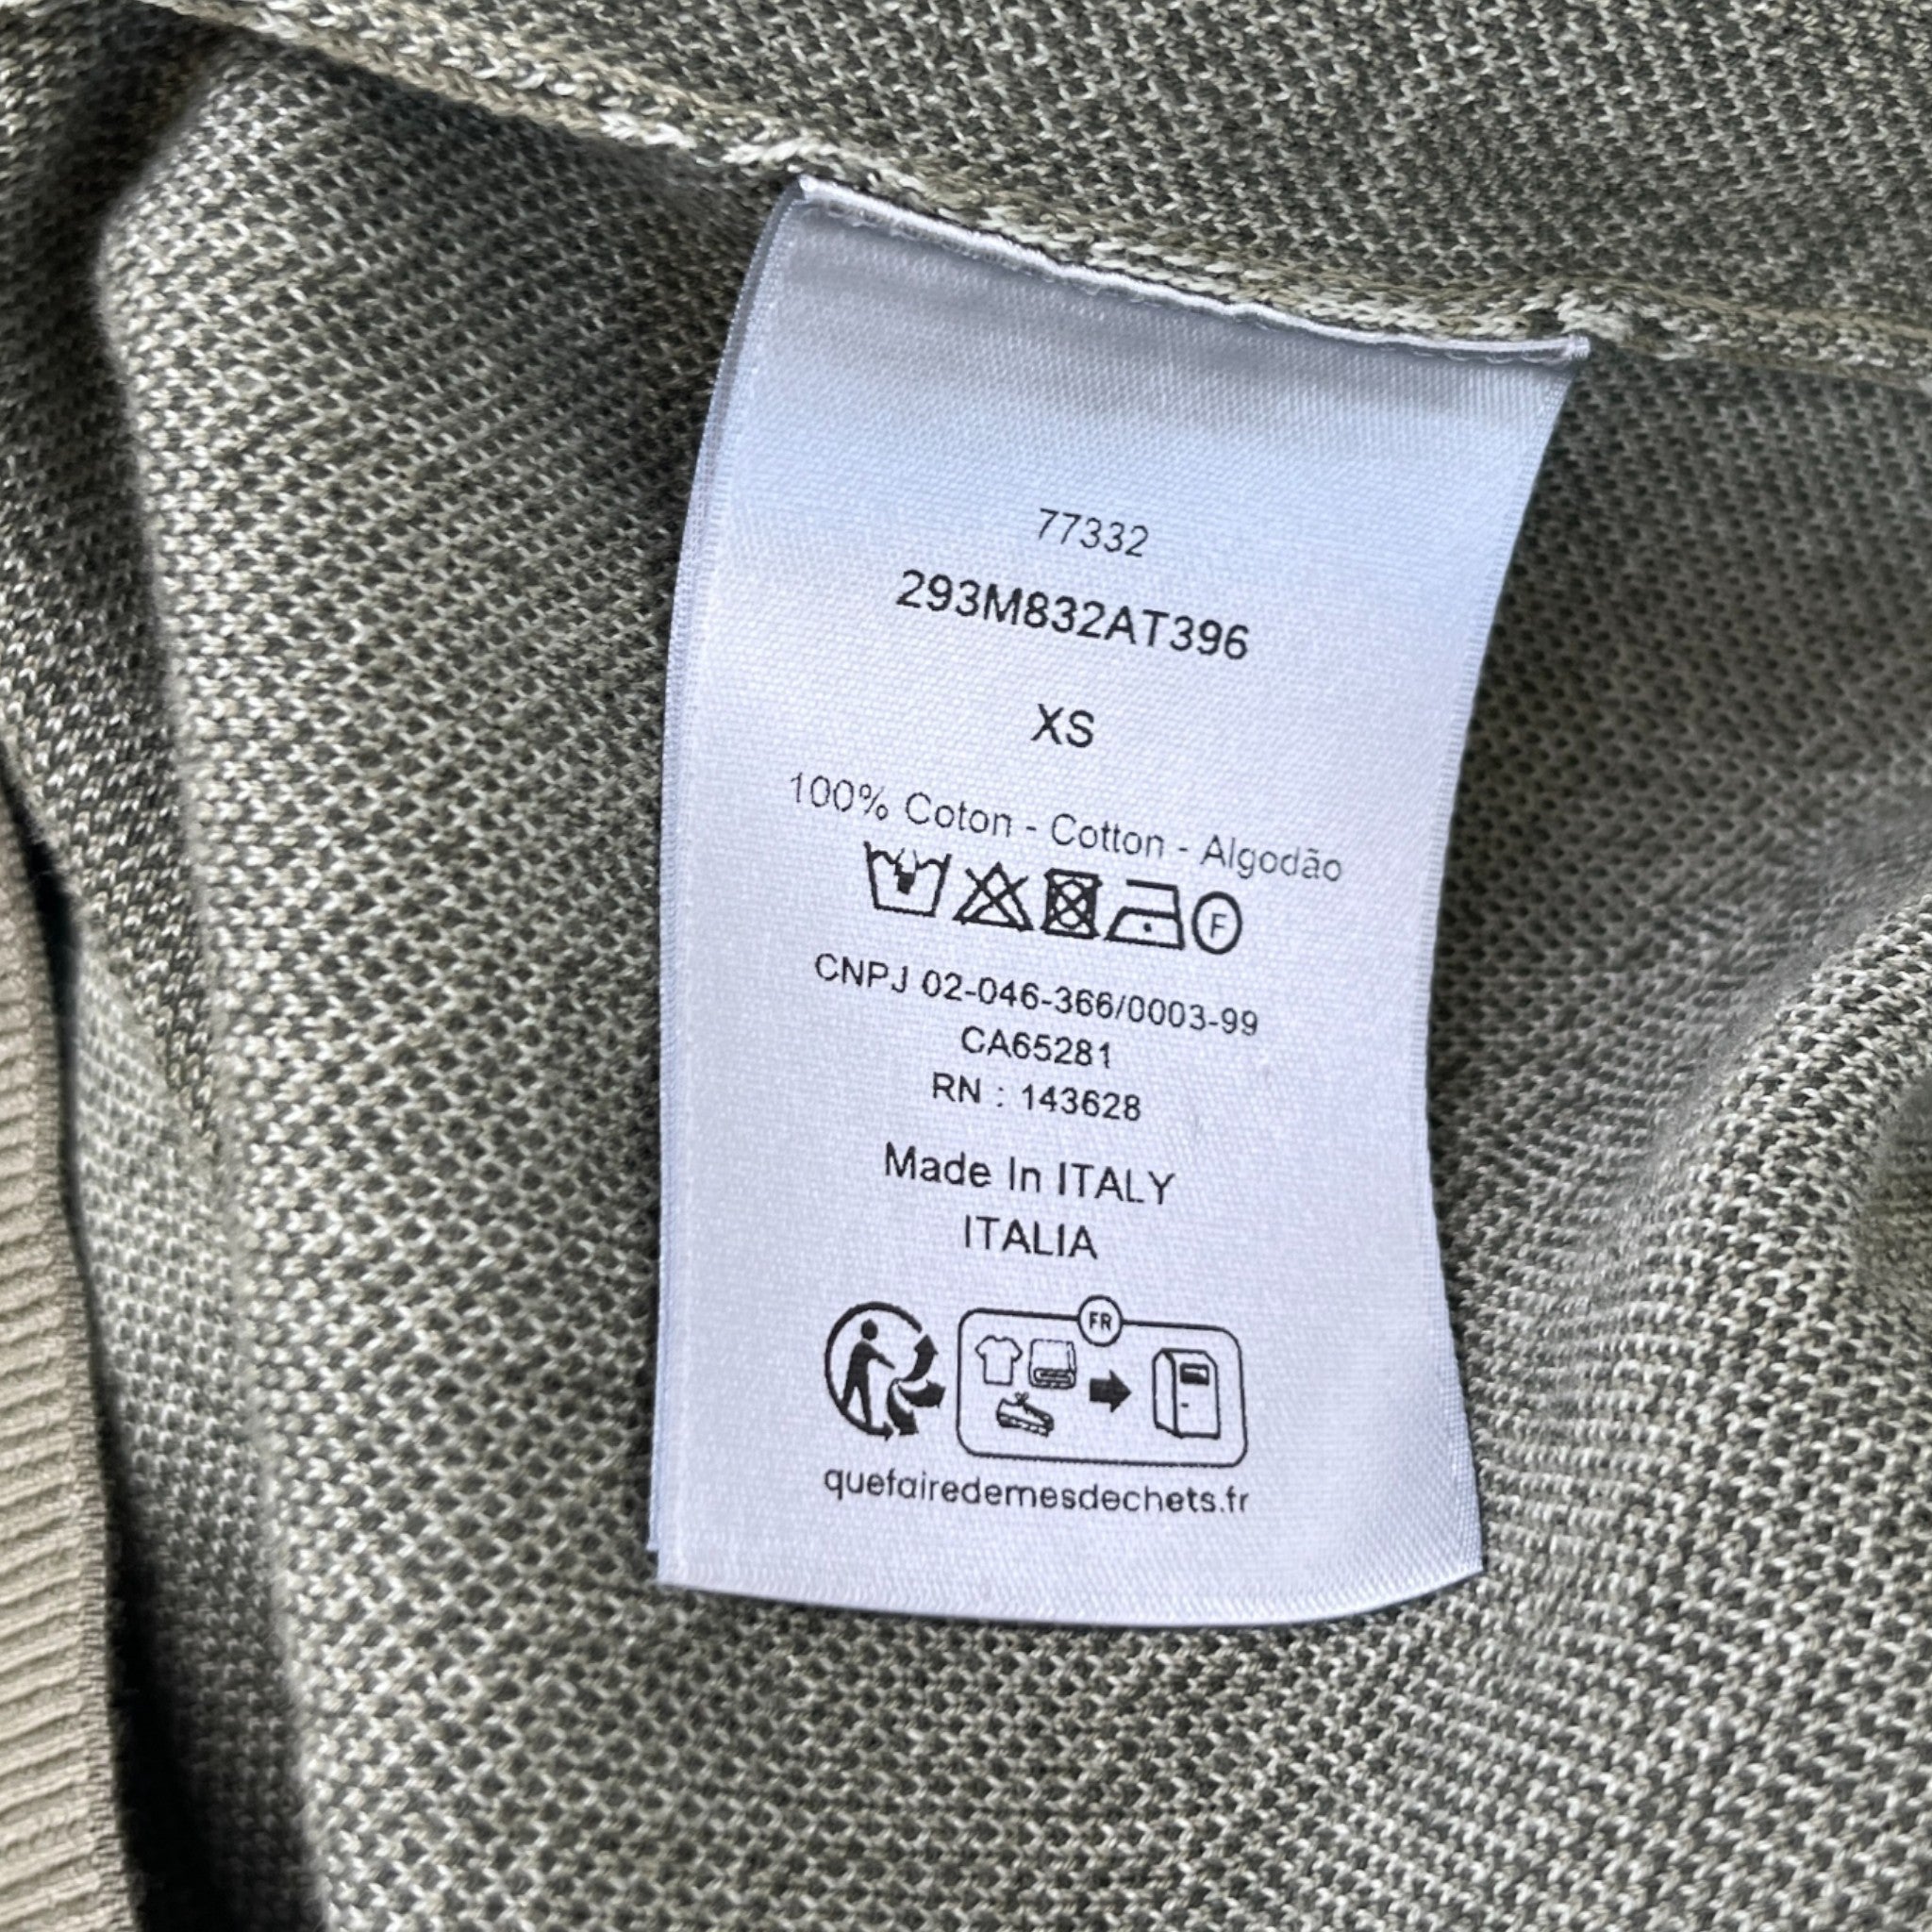 77332
293M832AT396
XS
100% Coton - Cotton - Algodão
F
CNPJ 02-046-366/0003-99
CA65281
RN : 143628
Made In ITALY
ITALIA
FR
quefairedemesdechets.fr